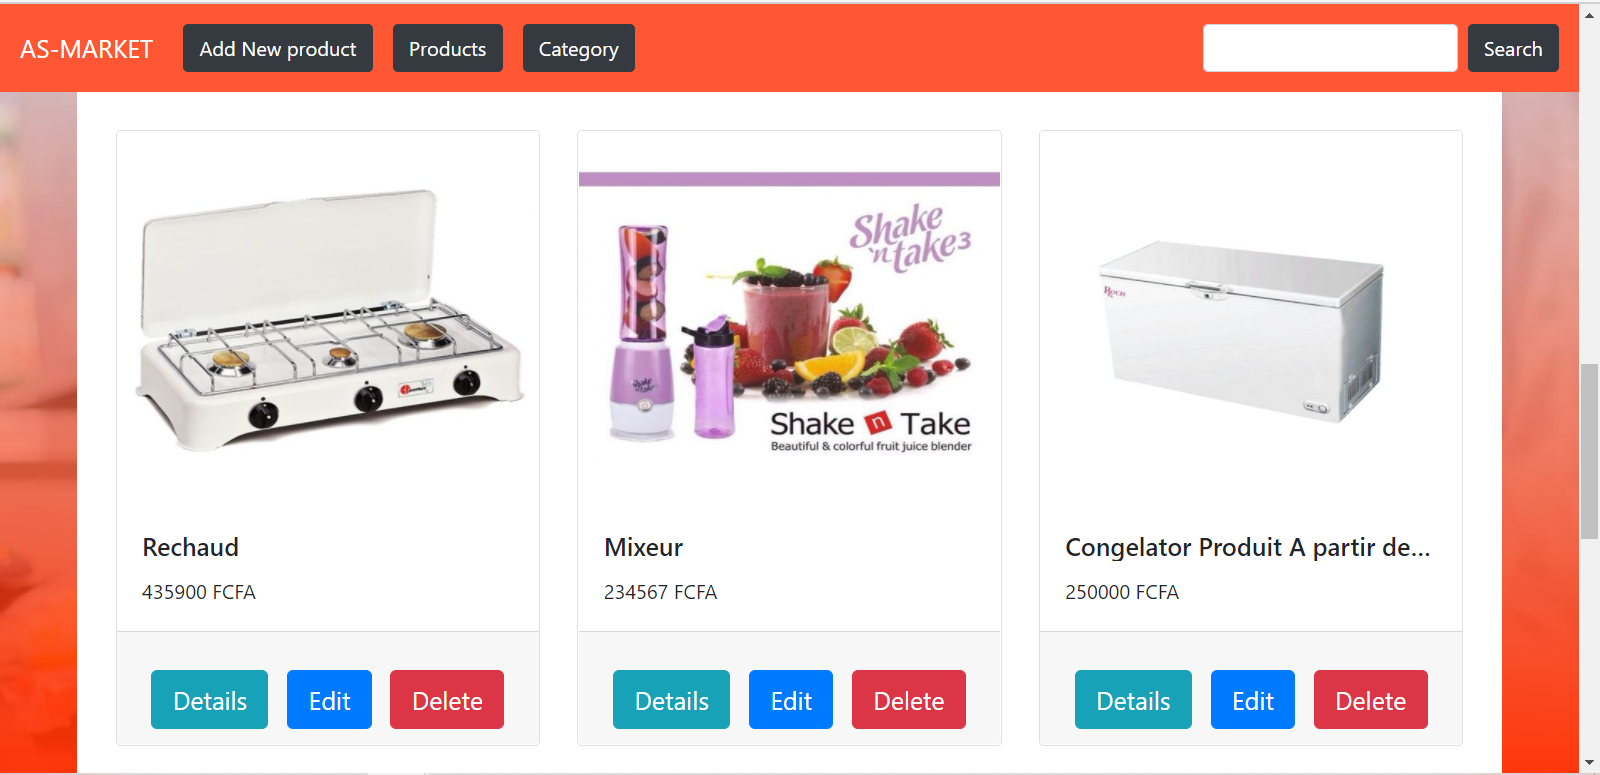 AS-MARKET Add New product Products Category Search
Shake
'n
take3
Shake
'n
take
Shake n Take
Beautiful & colorful fruit juice blender
Rechaud Mixeur Congelator Produit A partir de...
435900 FCFA 234567 FCFA 250000 FCFA
Details Edit Delete Details Edit Delete Details Edit Delete